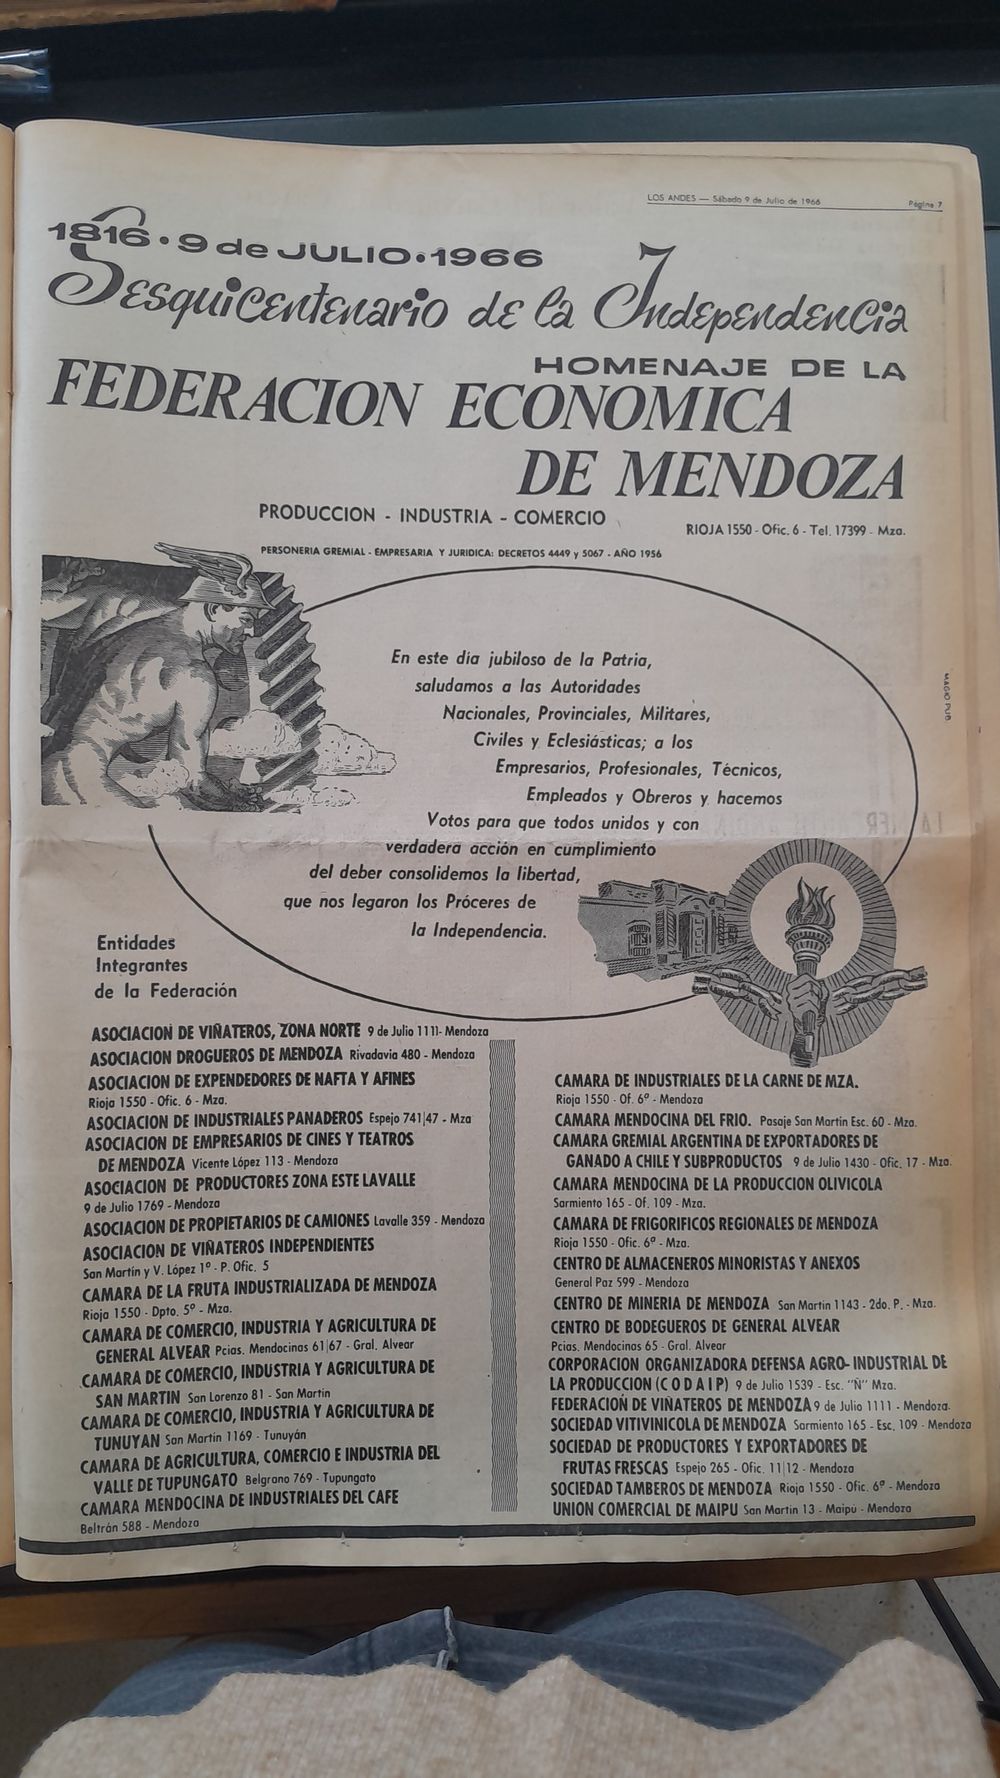 LOS ANDES — Sábado 9 de Julio de 1966
Página 7
1816 • 9 de JULIO • 1966
Sesquicentenario de la Independencia
HOMENAJE DE LA
FEDERACION ECONOMICA
DE MENDOZA
PRODUCCION - INDUSTRIA - COMERCIO
RIOJA 1550 - Ofic. 6 - Tel. 17399 - Mza.
PERSONERIA GREMIAL - EMPRESARIA Y JURIDICA: DECRETOS 4449 y 5067 - AÑO 1956
En este día jubiloso de la Patria,
saludamos a las Autoridades
Nacionales, Provinciales, Militares,
Civiles y Eclesiásticas; a los
Empresarios, Profesionales, Técnicos,
Empleados y Obreros y hacemos
Votos para que todos unidos y con
verdadera acción en cumplimiento
del deber consolidemos la libertad,
que nos legaron los Próceres de
la Independencia.
MAGIO PUB.
Entidades
Integrantes
de la Federación
ASOCIACION DE VIÑATEROS, ZONA NORTE 9 de Julio 1111- Mendoza
ASOCIACION DROGUEROS DE MENDOZA Rivadavia 480 - Mendoza
ASOCIACION DE EXPENDEDORES DE NAFTA Y AFINES
Rioja 1550 - Ofic. 6 - Mza.
ASOCIACION DE INDUSTRIALES PANADEROS Espejo 741|47 - Mza
ASOCIACION DE EMPRESARIOS DE CINES Y TEATROS
DE MENDOZA Vicente López 113 - Mendoza
ASOCIACION DE PRODUCTORES ZONA ESTE LAVALLE
9 de Julio 1769 - Mendoza
ASOCIACION DE PROPIETARIOS DE CAMIONES Lavalle 359 - Mendoza
ASOCIACION DE VIÑATEROS INDEPENDIENTES
San Martín y V. López 1º - P. Ofic. 5
CAMARA DE LA FRUTA INDUSTRIALIZADA DE MENDOZA
Rioja 1550 - Dpto. 5º - Mza.
CAMARA DE COMERCIO, INDUSTRIA Y AGRICULTURA DE
GENERAL ALVEAR Pcias. Mendocinas 61|67 - Gral. Alvear
CAMARA DE COMERCIO, INDUSTRIA Y AGRICULTURA DE
SAN MARTIN San Lorenzo 81 - San Martín
CAMARA DE COMERCIO, INDUSTRIA Y AGRICULTURA DE
TUNUYAN San Martín 1169 - Tunuyán
CAMARA DE AGRICULTURA, COMERCIO E INDUSTRIA DEL
VALLE DE TUPUNGATO Belgrano 769 - Tupungato
CAMARA MENDOCINA DE INDUSTRIALES DEL CAFE
Beltrán 588 - Mendoza
CAMARA DE INDUSTRIALES DE LA CARNE DE MZA.
Rioja 1550 - Of. 6º - Mendoza
CAMARA MENDOCINA DEL FRIO. Pasaje San Martín Esc. 60 - Mza.
CAMARA GREMIAL ARGENTINA DE EXPORTADORES DE
GANADO A CHILE Y SUBPRODUCTOS 9 de Julio 1430 - Ofic. 17 - Mza.
CAMARA MENDOCINA DE LA PRODUCCION OLIVICOLA
Sarmiento 165 - Of. 109 - Mza.
CAMARA DE FRIGORIFICOS REGIONALES DE MENDOZA
Rioja 1550 - Ofic. 6º - Mza.
CENTRO DE ALMACENEROS MINORISTAS Y ANEXOS
General Paz 599 - Mendoza
CENTRO DE MINERIA DE MENDOZA San Martín 1143 - 2do. P. - Mza.
CENTRO DE BODEGUEROS DE GENERAL ALVEAR
Pcias. Mendocinas 65 - Gral. Alvear
CORPORACION ORGANIZADORA DEFENSA AGRO-INDUSTRIAL DE
LA PRODUCCION (C O D A I P) 9 de Julio 1539 - Esc. "Ñ" Mza.
FEDERACION DE VIÑATEROS DE MENDOZA 9 de Julio 1111 - Mendoza.
SOCIEDAD VITIVINICOLA DE MENDOZA Sarmiento 165 - Esc. 109 - Mendoza
SOCIEDAD DE PRODUCTORES Y EXPORTADORES DE
FRUTAS FRESCAS Espejo 265 - Ofic. 11|12 - Mendoza
SOCIEDAD TAMBEROS DE MENDOZA Rioja 1550 - Ofic. 6º - Mendoza
UNION COMERCIAL DE MAIPU San Martín 13 - Maipú - Mendoza